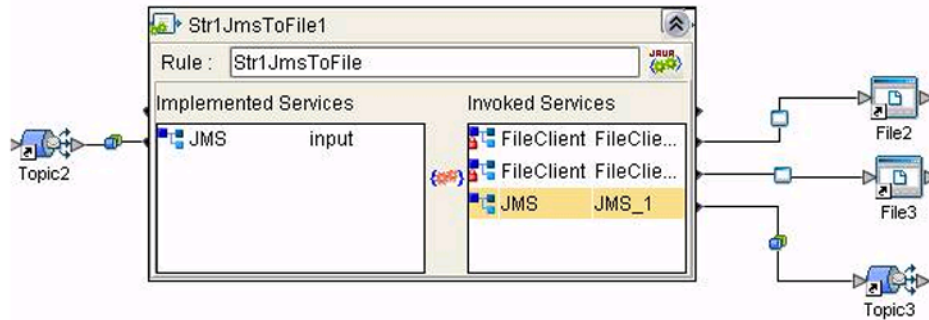 Str1JmsToFile1
Rule : Str1JmsToFile JAVA
Implemented Services Invoked Services
JMS input
FileClient FileClie...
FileClient FileClie...
JMS JMS_1
Topic2
File2
File3
Topic3